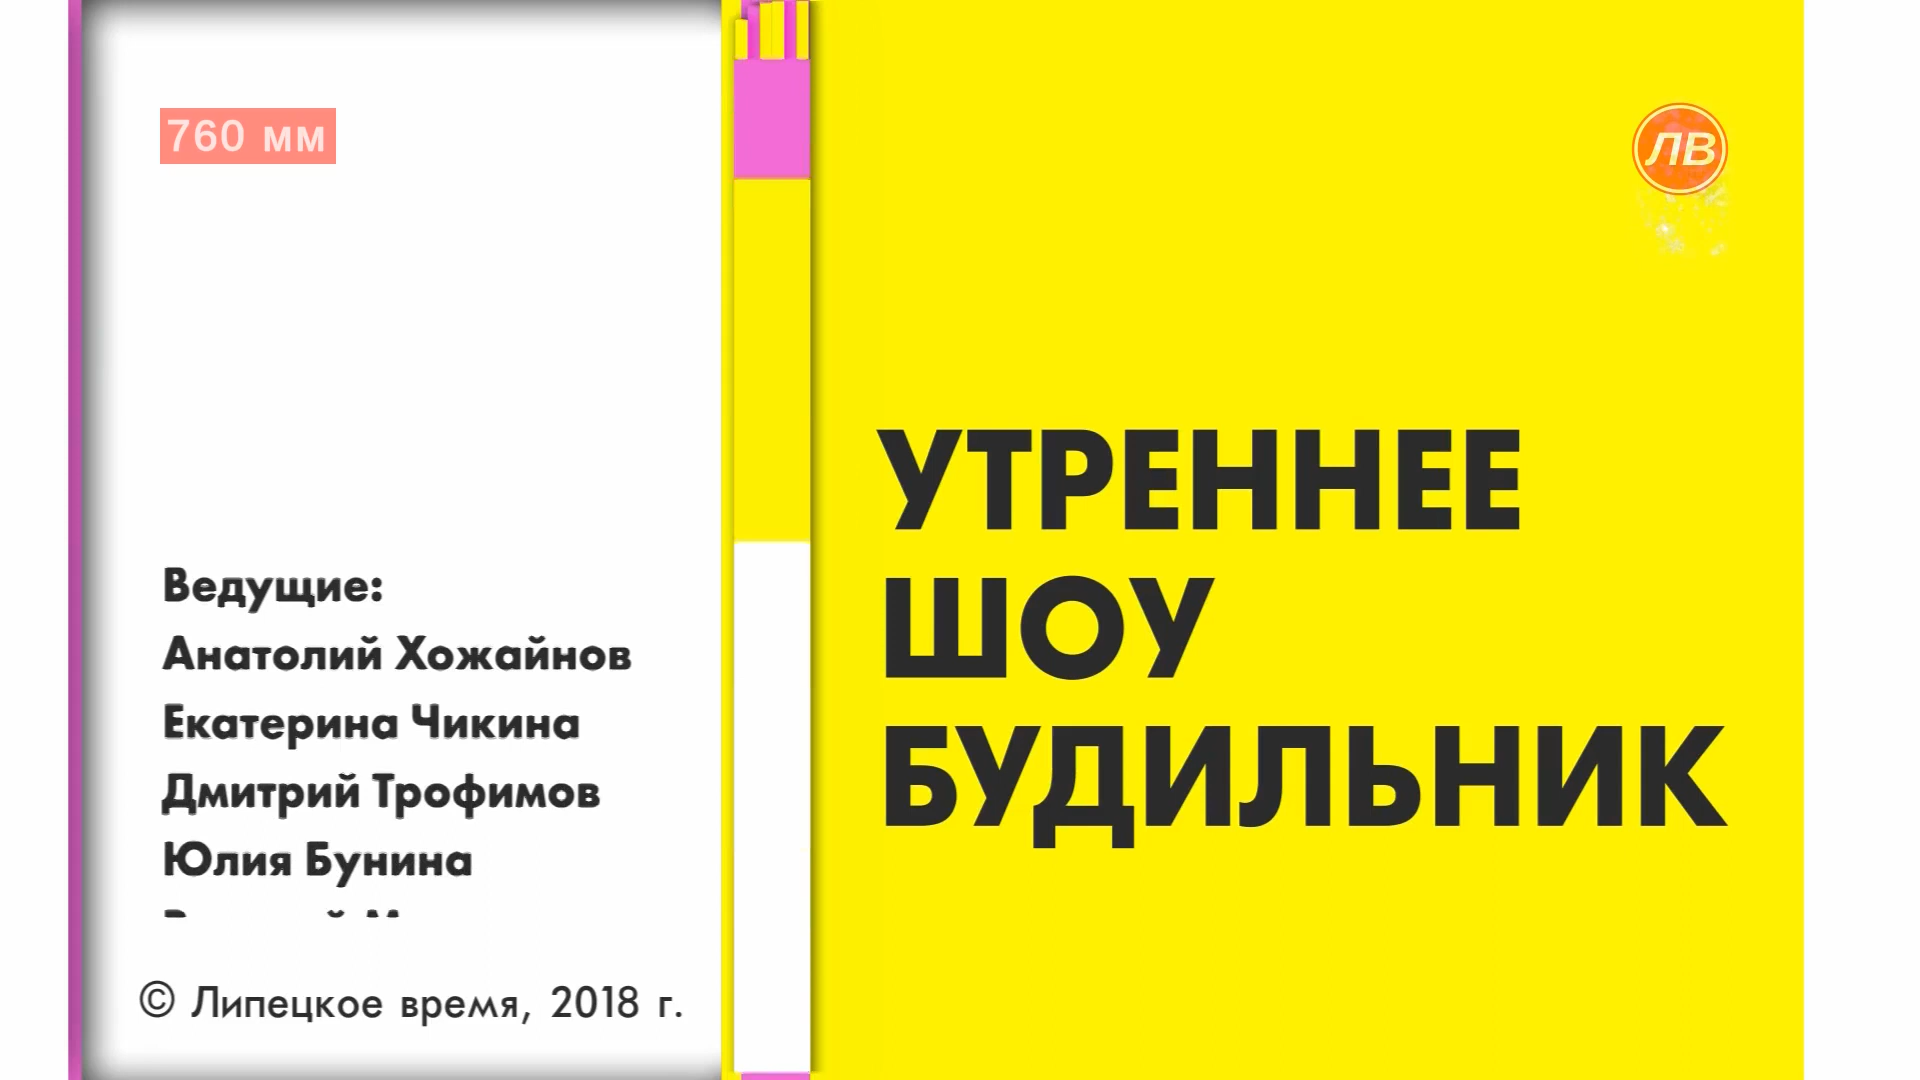 760 мм
ЛВ
УТРЕННЕЕ
ШОУ
БУДИЛЬНИК
Ведущие:
Анатолий Хожайнов
Екатерина Чикина
Дмитрий Трофимов
Юлия Бунина
© Липецкое время, 2018 г.